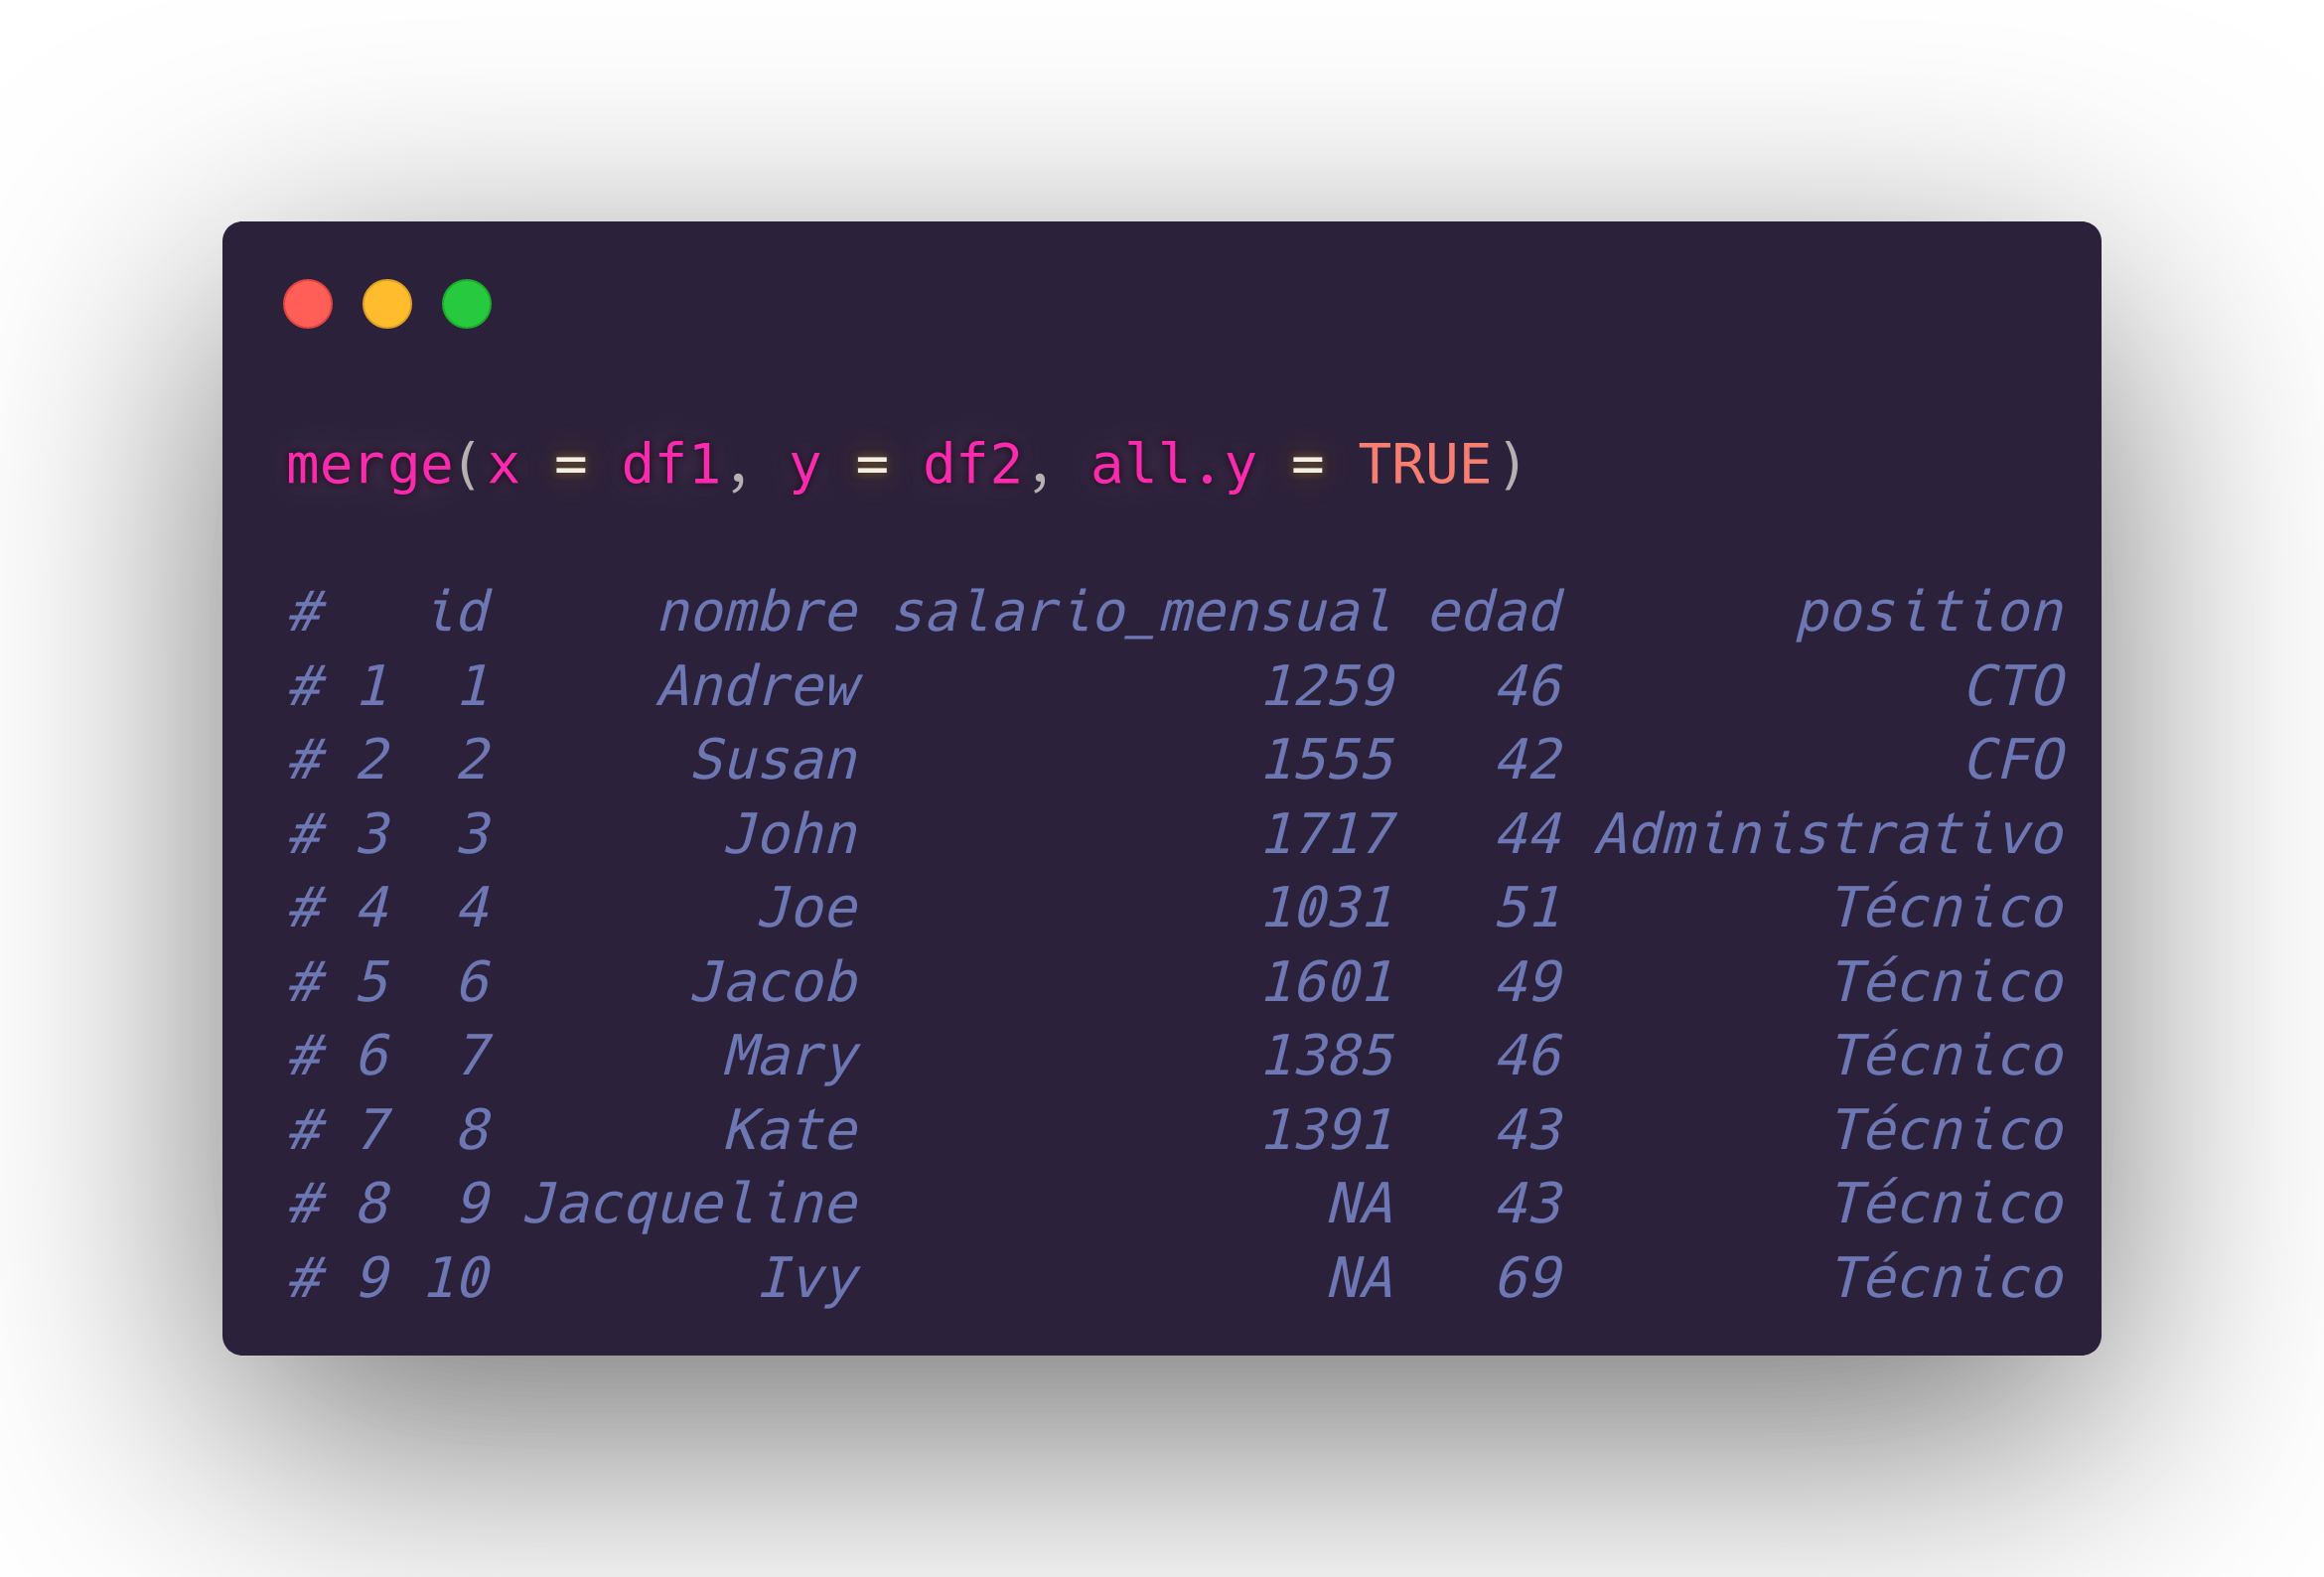 merge(x = df1, y = df2, all.y = TRUE)
#   id     nombre salario_mensual edad       position
# 1  1     Andrew            1259   46            CTO
# 2  2      Susan            1555   42            CFO
# 3  3       John            1717   44 Administrativo
# 4  4        Joe            1031   51        Técnico
# 5  6      Jacob            1601   49        Técnico
# 6  7       Mary            1385   46        Técnico
# 7  8       Kate            1391   43        Técnico
# 8  9 Jacqueline              NA   43        Técnico
# 9 10        Ivy              NA   69        Técnico